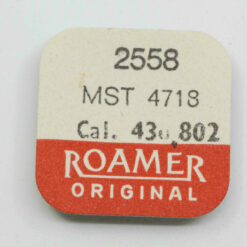 2558
MST 4718
Cal. 430,802
ROAMER
ORIGINAL